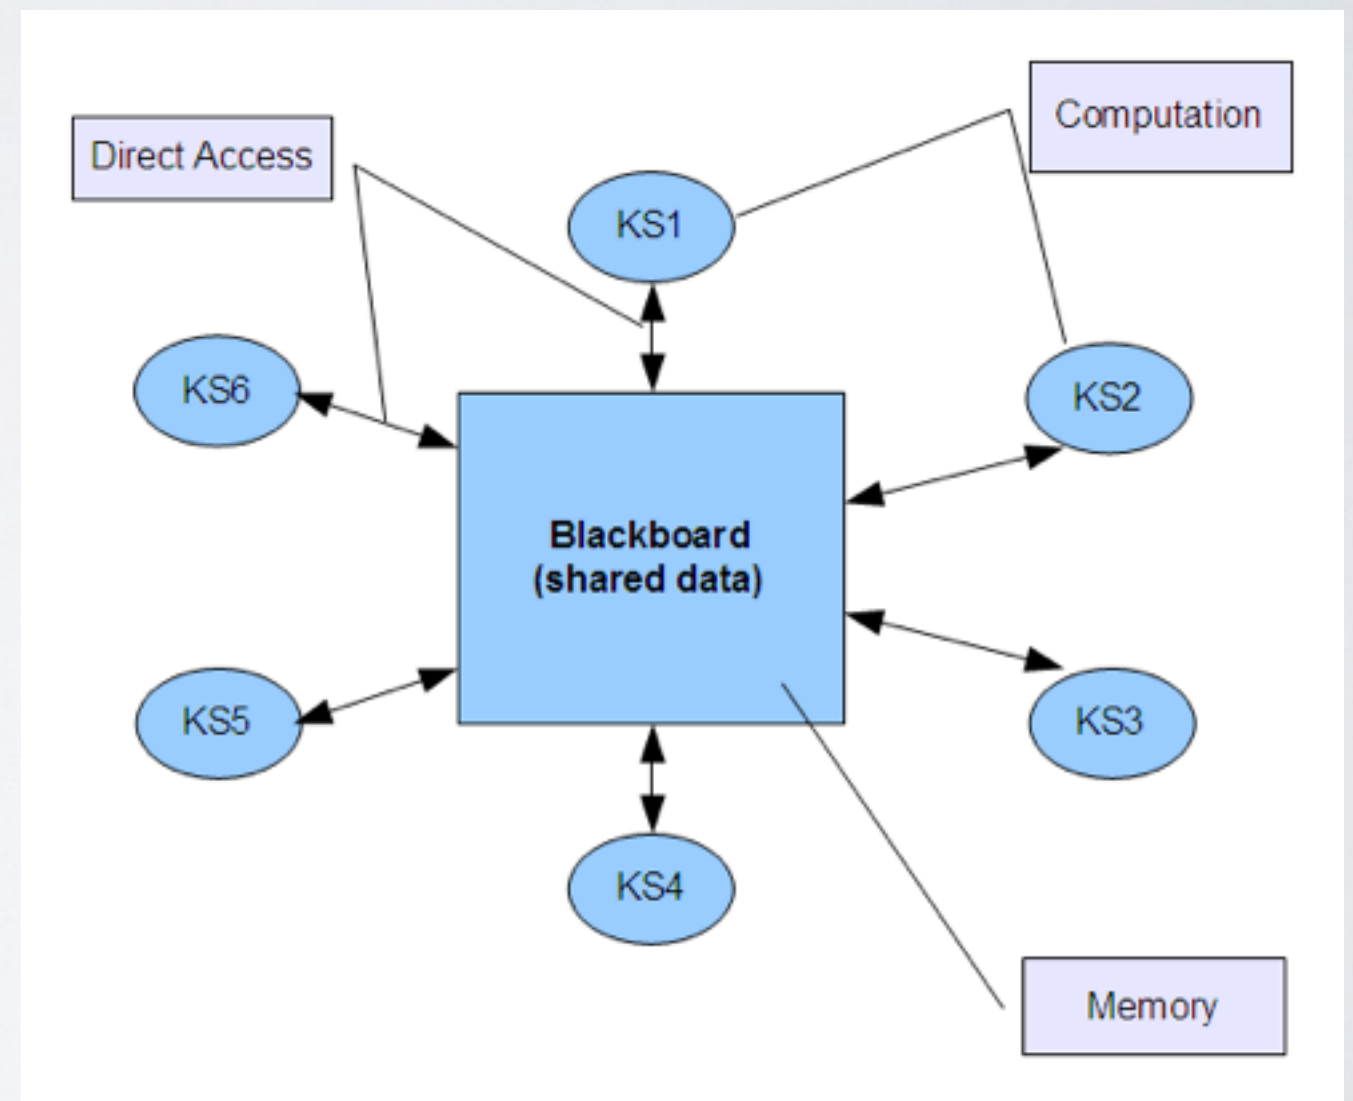 Computation
Direct Access
KS1
KS6
KS2
Blackboard
(shared data)
KS5
KS3
KS4
Memory